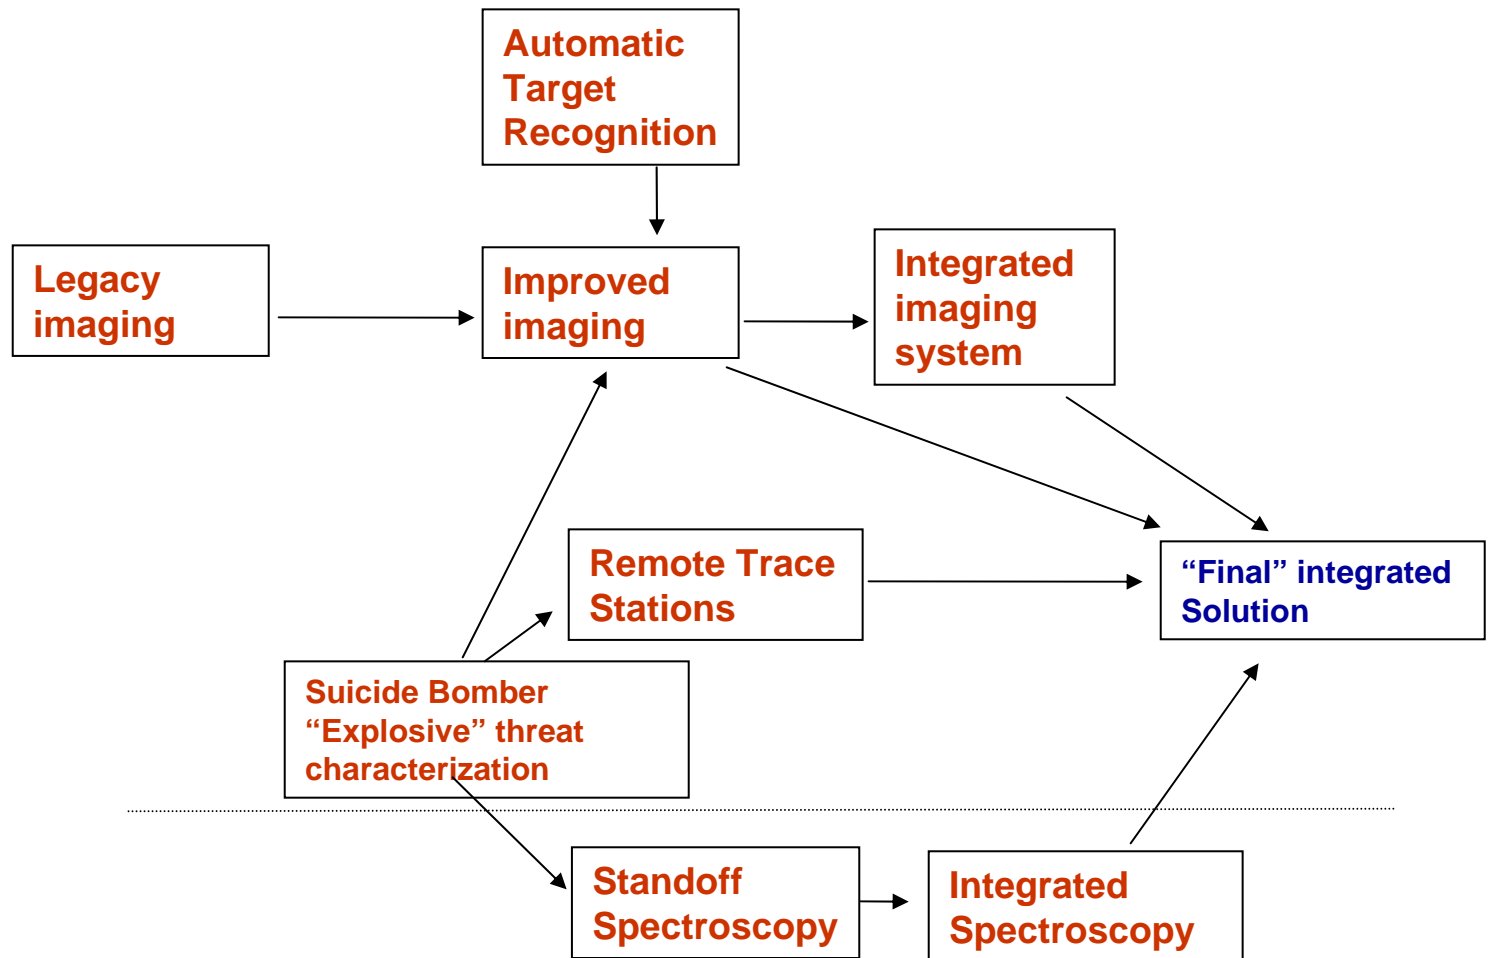 Automatic
Target
Recognition
Legacy
imaging
Improved
imaging
Integrated
imaging
system
Remote Trace
Stations
“Final” integrated
Solution
Suicide Bomber
“Explosive” threat
characterization
Standoff
Spectroscopy
Integrated
Spectroscopy